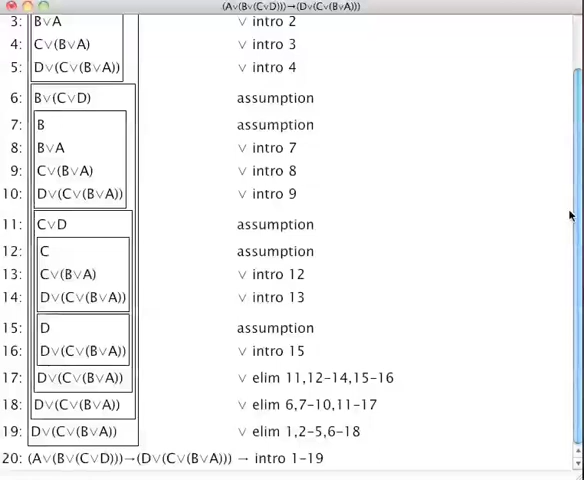 (A∨(B∨(C∨D)))→(D∨(C∨(B∨A)))
3: B∨A ∨ intro 2
4: C∨(B∨A) ∨ intro 3
5: D∨(C∨(B∨A)) ∨ intro 4
6: B∨(C∨D) assumption
7: B assumption
8: B∨A ∨ intro 7
9: C∨(B∨A) ∨ intro 8
10: D∨(C∨(B∨A)) ∨ intro 9
11: C∨D assumption
12: C assumption
13: C∨(B∨A) ∨ intro 12
14: D∨(C∨(B∨A)) ∨ intro 13
15: D assumption
16: D∨(C∨(B∨A)) ∨ intro 15
17: D∨(C∨(B∨A)) ∨ elim 11,12-14,15-16
18: D∨(C∨(B∨A)) ∨ elim 6,7-10,11-17
19: D∨(C∨(B∨A)) ∨ elim 1,2-5,6-18
20: (A∨(B∨(C∨D)))→(D∨(C∨(B∨A))) → intro 1-19